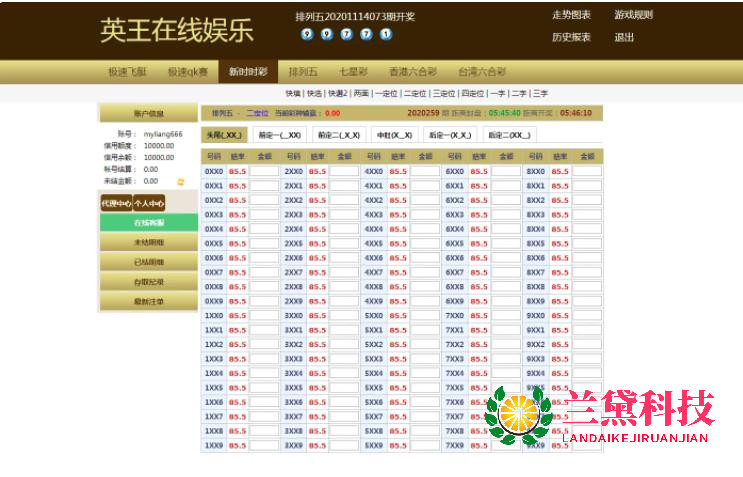 英王在线娱乐
排列五20201114073期开奖
9 9 7 7 1
走势图表 游戏规则
历史报表 退出
极速飞艇 极速qk赛 新时时彩 排列五 七星彩 香港六合彩 台湾六合彩
快填 | 快选 | 快选2 | 两面 | 一定位 | 二定位 | 三定位 | 四定位 | 一字 | 二字 | 三字
账户信息
账号： myliang666
信用额度： 10000.00
信用余额： 10000.00
帐号结算： 0.00
未结金额： 0.00
代理中心 个人中心
在线客服
未结明细
已结明细
存取纪录
最新注单
排列五 - 二定位 当前彩种输赢：0.00 2020259 期 距离封盘：05:45:40 距离开奖：05:46:10
头尾(_XX_) 前定一(__XX) 前定二(_X_X) 中肚(X__X) 后定一(X_X_) 后定二(XX__)
号码 赔率 金额 号码 赔率 金额 号码 赔率 金额 号码 赔率 金额 号码 赔率 金额
0XX0 85.5 2XX0 85.5 4XX0 85.5 6XX0 85.5 8XX0 85.5
0XX1 85.5 2XX1 85.5 4XX1 85.5 6XX1 85.5 8XX1 85.5
0XX2 85.5 2XX2 85.5 4XX2 85.5 6XX2 85.5 8XX2 85.5
0XX3 85.5 2XX3 85.5 4XX3 85.5 6XX3 85.5 8XX3 85.5
0XX4 85.5 2XX4 85.5 4XX4 85.5 6XX4 85.5 8XX4 85.5
0XX5 85.5 2XX5 85.5 4XX5 85.5 6XX5 85.5 8XX5 85.5
0XX6 85.5 2XX6 85.5 4XX6 85.5 6XX6 85.5 8XX6 85.5
0XX7 85.5 2XX7 85.5 4XX7 85.5 6XX7 85.5 8XX7 85.5
0XX8 85.5 2XX8 85.5 4XX8 85.5 6XX8 85.5 8XX8 85.5
0XX9 85.5 2XX9 85.5 4XX9 85.5 6XX9 85.5 8XX9 85.5
1XX0 85.5 3XX0 85.5 5XX0 85.5 7XX0 85.5 9XX0 85.5
1XX1 85.5 3XX1 85.5 5XX1 85.5 7XX1 85.5 9XX1 85.5
1XX2 85.5 3XX2 85.5 5XX2 85.5 7XX2 85.5 9XX2 85.5
1XX3 85.5 3XX3 85.5 5XX3 85.5 7XX3 85.5 9XX3 85.5
1XX4 85.5 3XX4 85.5 5XX4 85.5 7XX4 85.5 9XX4 85.5
1XX5 85.5 3XX5 85.5 5XX5 85.5 7XX5 85.5 9XX5 85.5
1XX6 85.5 3XX6 85.5 5XX6 85.5 7XX6
1XX7 85.5 3XX7 85.5 5XX7 85.5 7XX7
1XX8 85.5 3XX8 85.5 5XX8 85.5 7XX8
1XX9 85.5 3XX9 85.5 5XX9 85.5 7XX9 85.5 9XX9 85.5
兰黛科技
LANDAIKEJIRUANJIAN